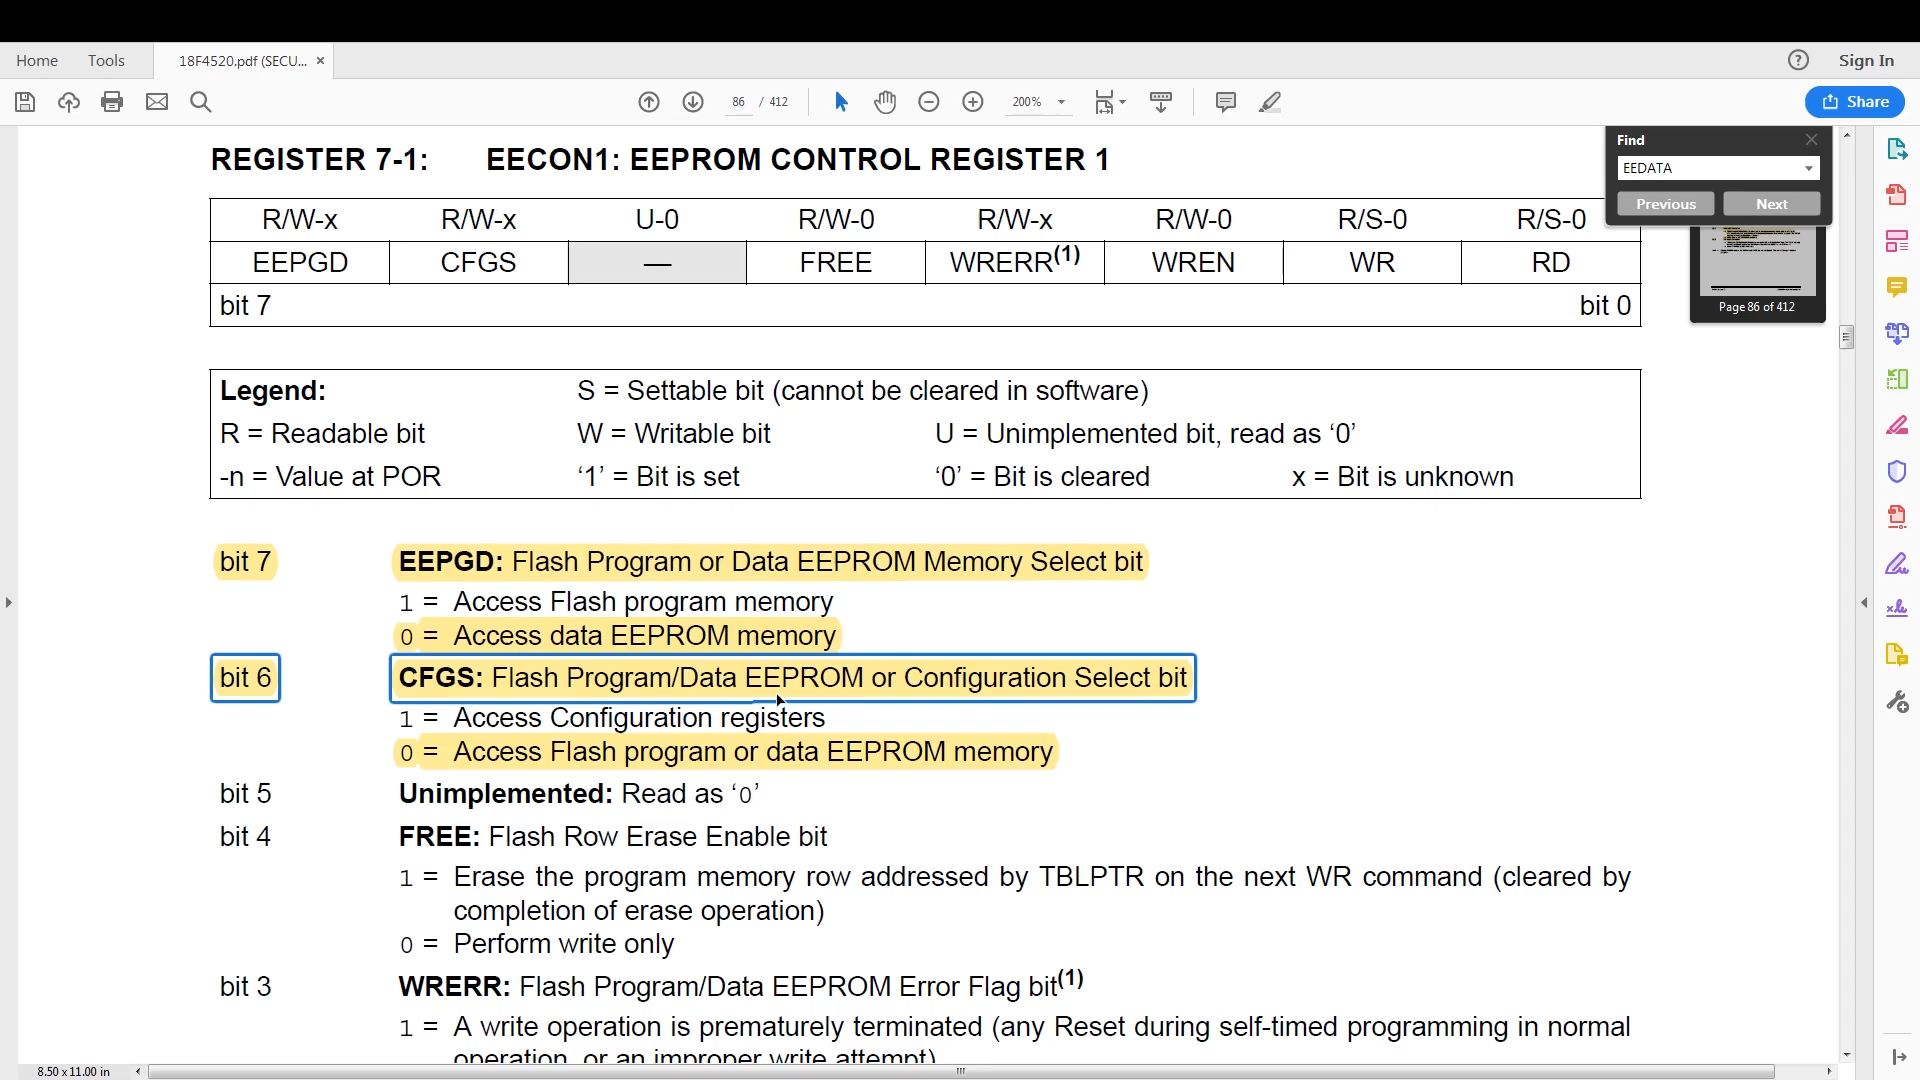 Home Tools 18F4520.pdf (SECU... × Sign In
86 / 412 200% Share
Find
EEDATA
Previous Next
Page 86 of 412
REGISTER 7-1: EECON1: EEPROM CONTROL REGISTER 1
R/W-x R/W-x U-0 R/W-0 R/W-x R/W-0 R/S-0 R/S-0
EEPGD CFGS — FREE WRERR(1) WREN WR RD
bit 7 bit 0
Legend: S = Settable bit (cannot be cleared in software)
R = Readable bit W = Writable bit U = Unimplemented bit, read as ‘0’
-n = Value at POR ‘1’ = Bit is set ‘0’ = Bit is cleared x = Bit is unknown
bit 7 EEPGD: Flash Program or Data EEPROM Memory Select bit
1 = Access Flash program memory
0 = Access data EEPROM memory
bit 6 CFGS: Flash Program/Data EEPROM or Configuration Select bit
1 = Access Configuration registers
0 = Access Flash program or data EEPROM memory
bit 5 Unimplemented: Read as ‘0’
bit 4 FREE: Flash Row Erase Enable bit
1 = Erase the program memory row addressed by TBLPTR on the next WR command (cleared by
completion of erase operation)
0 = Perform write only
bit 3 WRERR: Flash Program/Data EEPROM Error Flag bit(1)
1 = A write operation is prematurely terminated (any Reset during self-timed programming in normal
operation, or an improper write attempt)
8.50 x 11.00 in